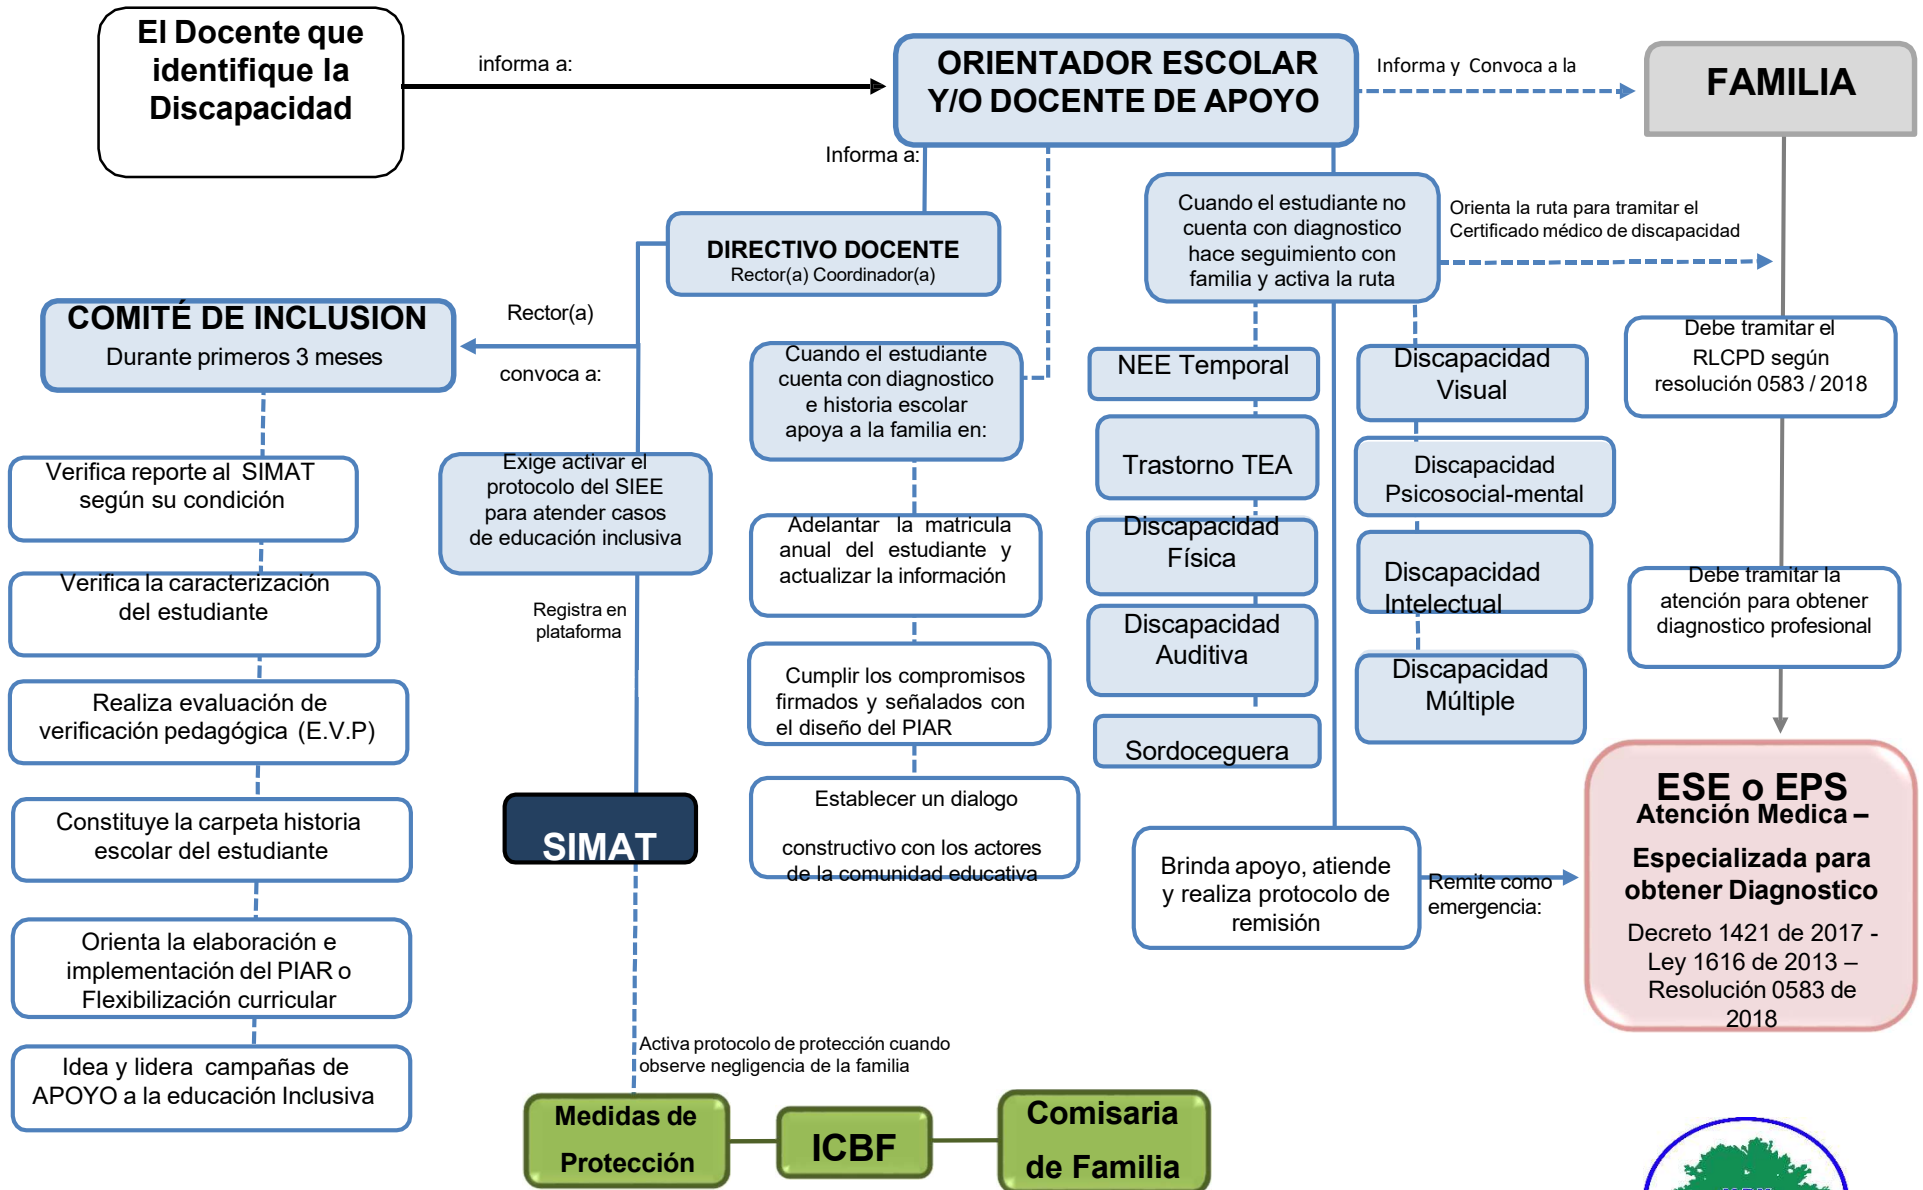 El Docente que
identifique la
Discapacidad
informa a:
ORIENTADOR ESCOLAR
Y/O DOCENTE DE APOYO
Informa y Convoca a la
FAMILIA
Informa a:
DIRECTIVO DOCENTE
Rector(a) Coordinador(a)
Cuando el estudiante no
cuenta con diagnostico
hace seguimiento con
familia y activa la ruta
Orienta la ruta para tramitar el
Certificado médico de discapacidad
COMITÉ DE INCLUSION
Durante primeros 3 meses
Rector(a)
convoca a:
Verifica reporte al SIMAT
según su condición
Verifica la caracterización
del estudiante
Realiza evaluación de
verificación pedagógica (E.V.P)
Constituye la carpeta historia
escolar del estudiante
Orienta la elaboración e
implementación del PIAR o
Flexibilización curricular
Idea y lidera campañas de
APOYO a la educación Inclusiva
Exige activar el
protocolo del SIEE
para atender casos
de educación inclusiva
Registra en
plataforma
SIMAT
Activa protocolo de protección cuando
observe negligencia de la familia
Medidas de
Protección
ICBF
Comisaria
de Familia
Cuando el estudiante
cuenta con diagnostico
e historia escolar
apoya a la familia en:
Adelantar la matricula
anual del estudiante y
actualizar la información
Cumplir los compromisos
firmados y señalados con
el diseño del PIAR
Establecer un dialogo
constructivo con los actores
de la comunidad educativa
NEE Temporal
Trastorno TEA
Discapacidad
Física
Discapacidad
Auditiva
Sordoceguera
Discapacidad
Visual
Discapacidad
Psicosocial-mental
Discapacidad
Intelectual
Discapacidad
Múltiple
Brinda apoyo, atiende
y realiza protocolo de
remisión
Remite como
emergencia:
Debe tramitar el
RLCPD según
resolución 0583 / 2018
Debe tramitar la
atención para obtener
diagnostico profesional
ESE o EPS
Atención Medica –
Especializada para
obtener Diagnostico
Decreto 1421 de 2017 -
Ley 1616 de 2013 –
Resolución 0583 de
2018